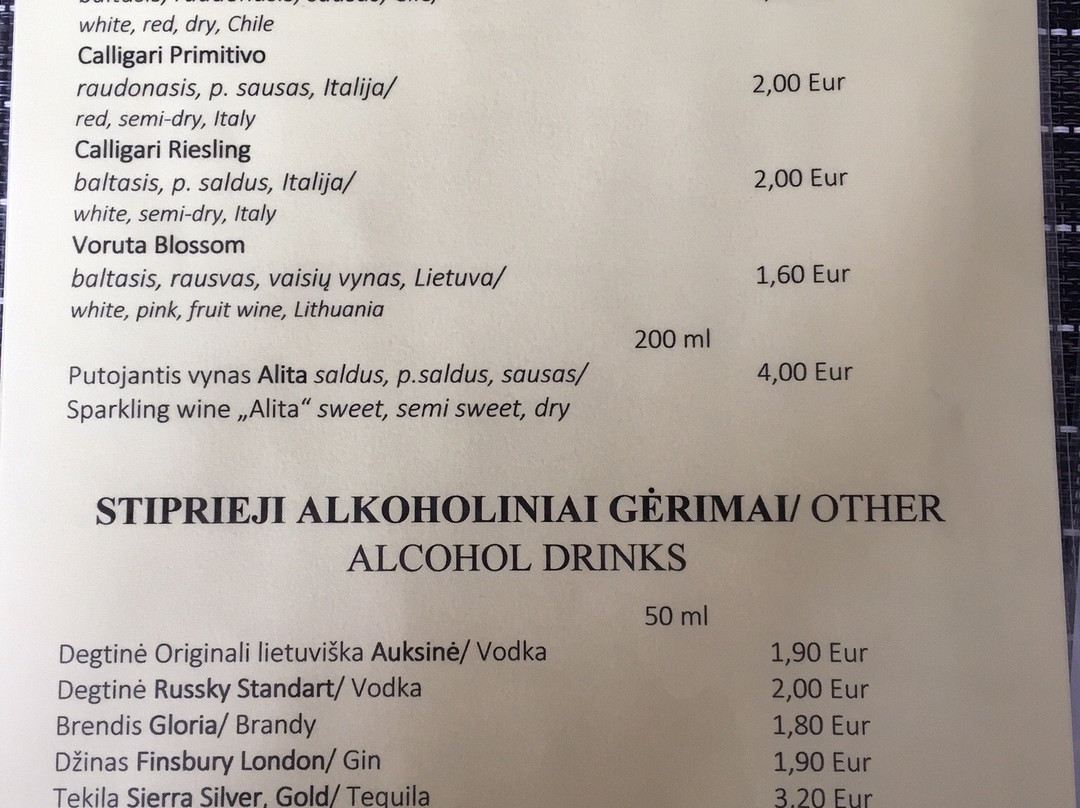 white, red, dry, Chile
Calligari Primitivo
raudonasis, p. sausas, Italija/ 2,00 Eur
red, semi-dry, Italy
Calligari Riesling
baltasis, p. saldus, Italija/ 2,00 Eur
white, semi-dry, Italy
Voruta Blossom
baltasis, rausvas, vaisių vynas, Lietuva/ 1,60 Eur
white, pink, fruit wine, Lithuania
200 ml
Putojantis vynas Alita saldus, p.saldus, sausas/ 4,00 Eur
Sparkling wine „Alita“ sweet, semi sweet, dry
STIPRIEJI ALKOHOLINIAI GĖRIMAI/ OTHER
ALCOHOL DRINKS
50 ml
Degtinė Originali lietuviška Auksinė/ Vodka 1,90 Eur
Degtinė Russky Standart/ Vodka 2,00 Eur
Brendis Gloria/ Brandy 1,80 Eur
Džinas Finsbury London/ Gin 1,90 Eur
Tekila Sierra Silver, Gold/ Tequila 3,20 Eur